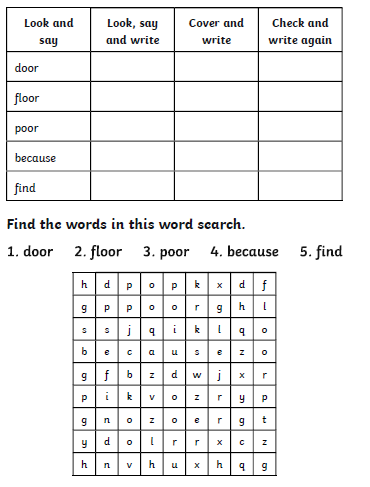 Look and say
Look, say and write
Cover and write
Check and write again
door
floor
poor
because
find
Find the words in this word search.
1. door 2. floor 3. poor 4. because 5. find
h d p o p k x d f
g p p o o r g h l
s s j q i k l q o
b e c a u s e z o
g f b z d w j x r
p i k v o z r y p
g n o z o e r g t
y d o l r r x c z
h n v h u x h q g